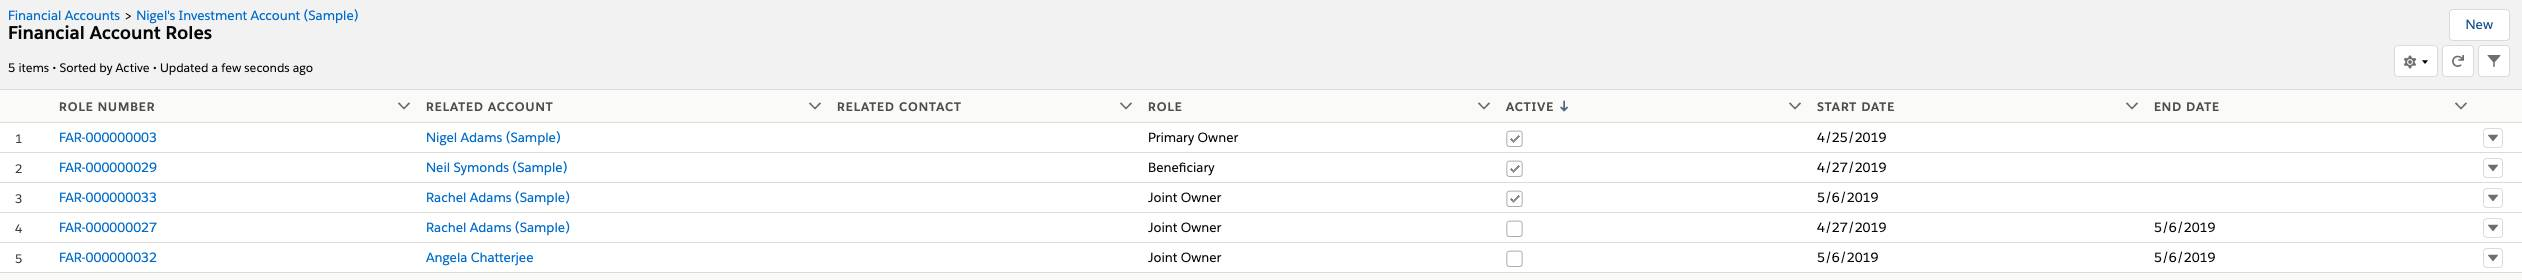 Financial Accounts > Nigel's Investment Account (Sample)
Financial Account Roles
New
5 items • Sorted by Active • Updated a few seconds ago
ROLE NUMBER RELATED ACCOUNT RELATED CONTACT ROLE ACTIVE ↓ START DATE END DATE
1 FAR-000000003 Nigel Adams (Sample) Primary Owner 4/25/2019
2 FAR-000000029 Neil Symonds (Sample) Beneficiary 4/27/2019
3 FAR-000000033 Rachel Adams (Sample) Joint Owner 5/6/2019
4 FAR-000000027 Rachel Adams (Sample) Joint Owner 4/27/2019 5/6/2019
5 FAR-000000032 Angela Chatterjee Joint Owner 5/6/2019 5/6/2019